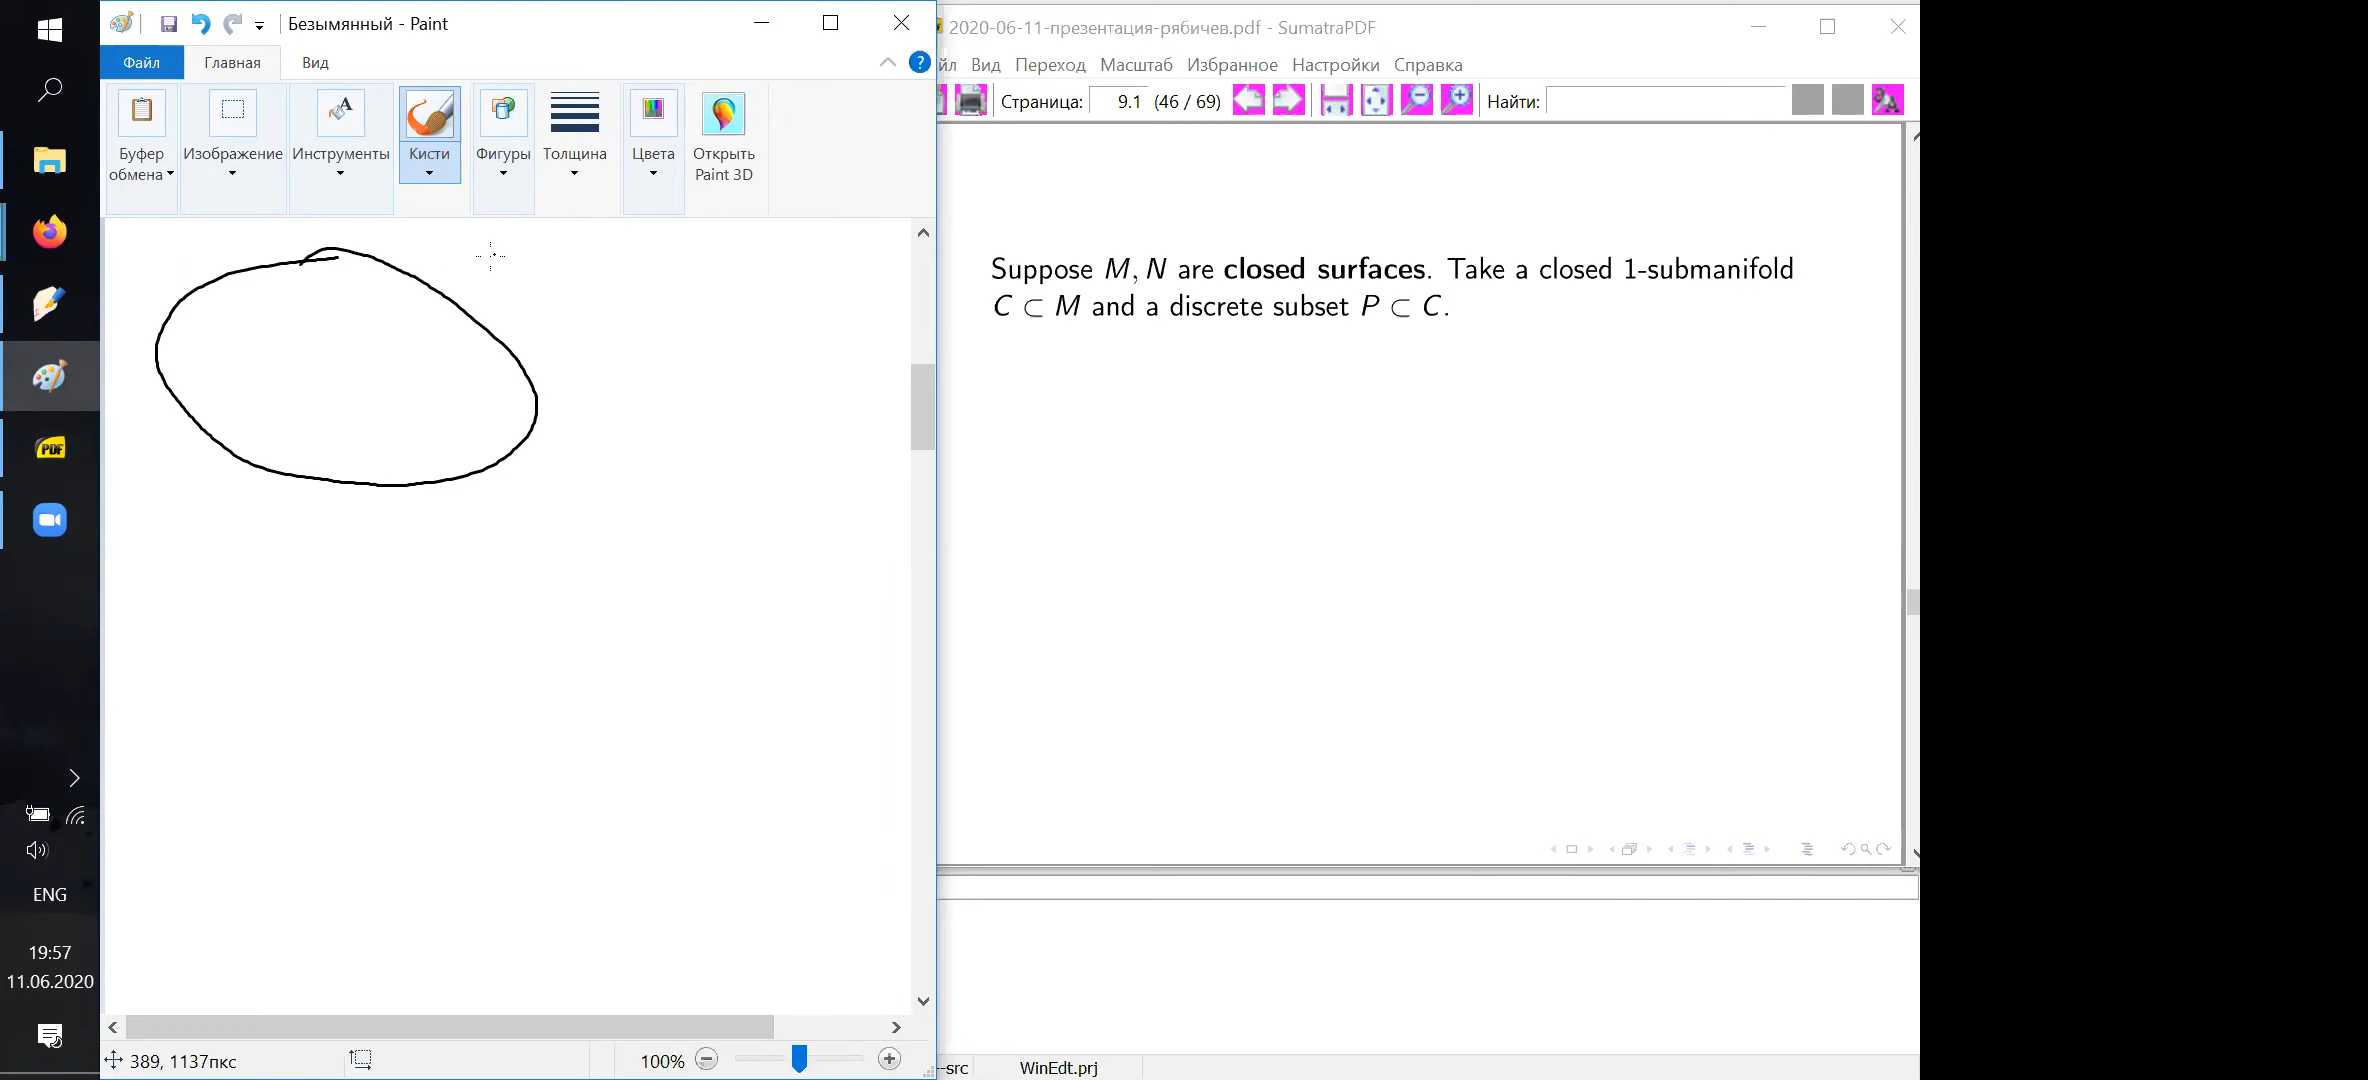 Безымянный - Paint
Файл Главная Вид
Буфер обмена
Изображение
Инструменты
Кисти
Фигуры
Толщина
Цвета
Открыть Paint 3D
389, 1137пкс
100%
PDF
ENG
19:57
11.06.2020
2020-06-11-презентация-рябичев.pdf - SumatraPDF
йл Вид Переход Масштаб Избранное Настройки Справка
Страница: 9.1 (46 / 69) Найти:
Suppose M, N are closed surfaces. Take a closed 1-submanifold
C ⊂ M and a discrete subset P ⊂ C.
--src WinEdt.prj